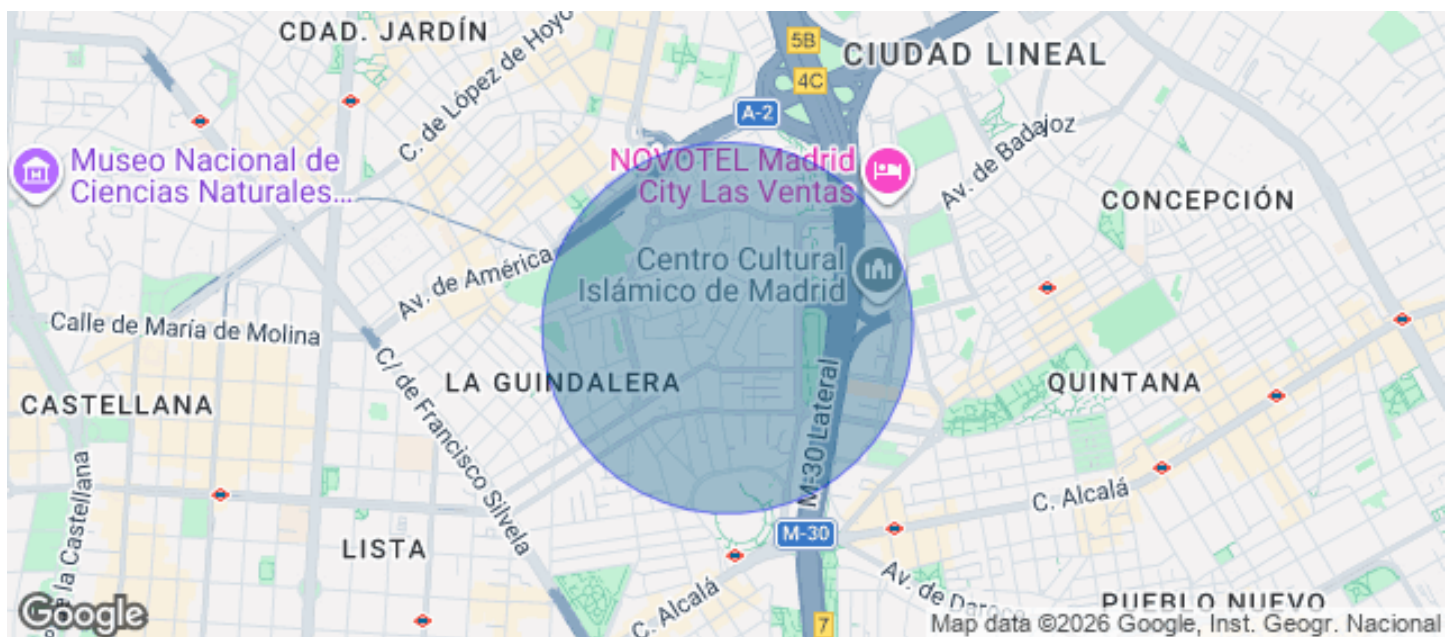 CDAD. JARDÍN
C. de López de Hoyo
5B
4C
CIUDAD LINEAL
A-2
Museo Nacional de
Ciencias Naturales...
NOVOTEL Madrid
City Las Ventas
Av. de Badajoz
CONCEPCIÓN
Av. de América
Centro Cultural
Islámico de Madrid
Calle de María de Molina
C/ de Francisco Silvela
LA GUINDALERA
QUINTANA
CASTELLANA
M-30 Lateral
de la Castellana
C. Alcalá
M-30
LISTA
C. Alcalá
Av. de Daroca
PUEBLO NUEVO
7
Google
Map data ©2026 Google, Inst. Geogr. Nacional